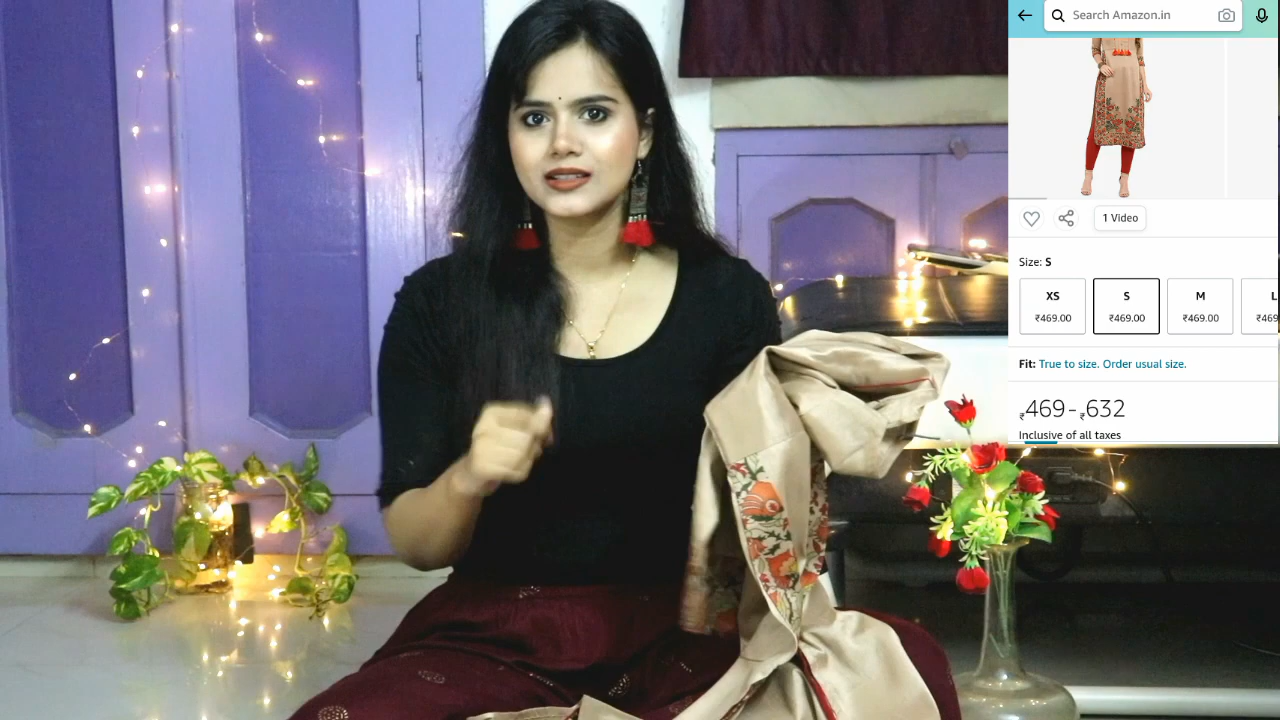 Search Amazon.in
1 Video
Size: S
XS S M L
₹469.00 ₹469.00 ₹469.00 ₹469
Fit: True to size. Order usual size.
₹469-₹632
Inclusive of all taxes